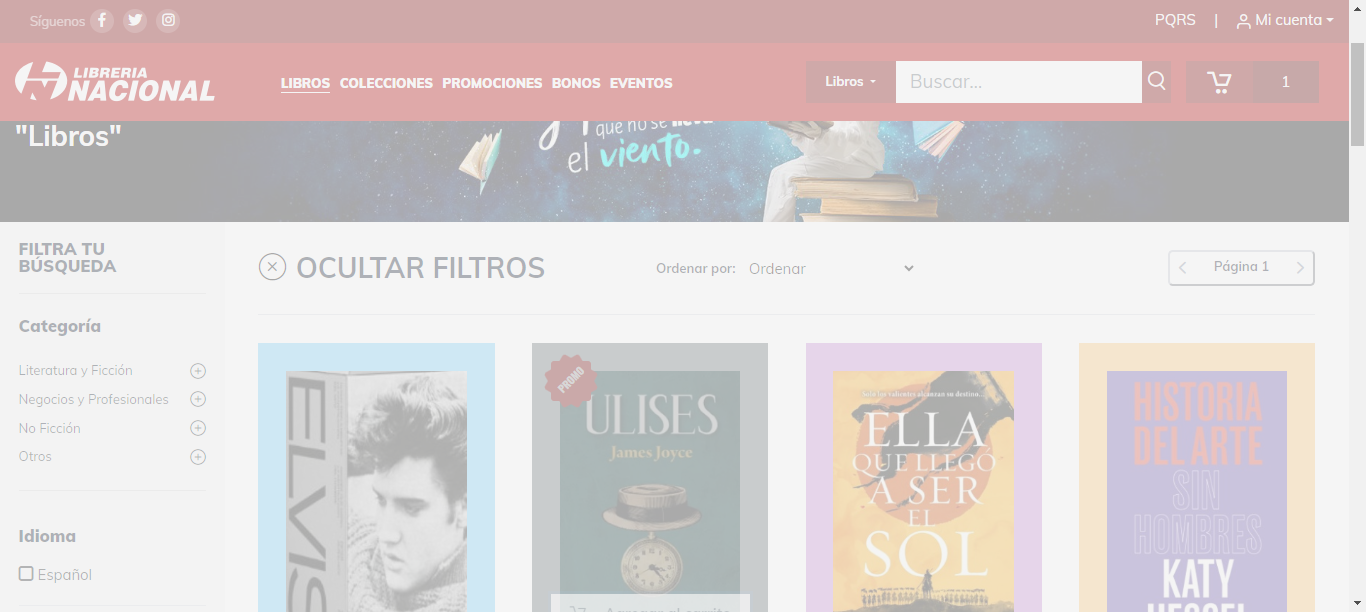 Síguenos
PQRS | Mi cuenta
LIBRERIA
NACIONAL
LIBROS COLECCIONES PROMOCIONES BONOS EVENTOS
Libros
Buscar...
1
"Libros"
que no se
el viento.
FILTRA TU
BÚSQUEDA
OCULTAR FILTROS
Ordenar por: Ordenar
Página 1
Categoría
Literatura y Ficción
Negocios y Profesionales
No Ficción
Otros
Idioma
Español
ELVIS
PROMO
ULISES
James Joyce
Agregar al carrito
Solo los valientes alcanzan su destino...
ELLA
QUE LLEGÓ
A SER
EL
SOL
HISTORIA
DEL ARTE
SIN
HOMBRES
KATY
HESSEL